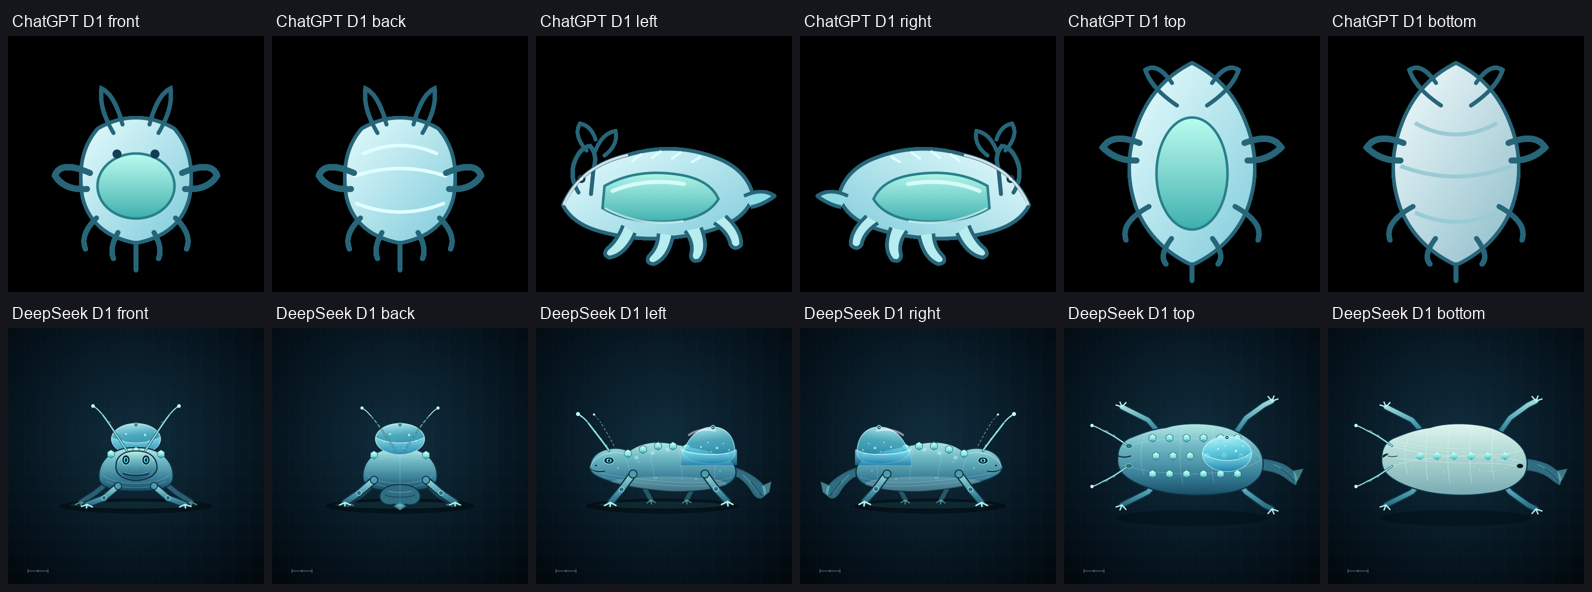 ChatGPT D1 front
ChatGPT D1 back
ChatGPT D1 left
ChatGPT D1 right
ChatGPT D1 top
ChatGPT D1 bottom
DeepSeek D1 front
DeepSeek D1 back
DeepSeek D1 left
DeepSeek D1 right
DeepSeek D1 top
DeepSeek D1 bottom